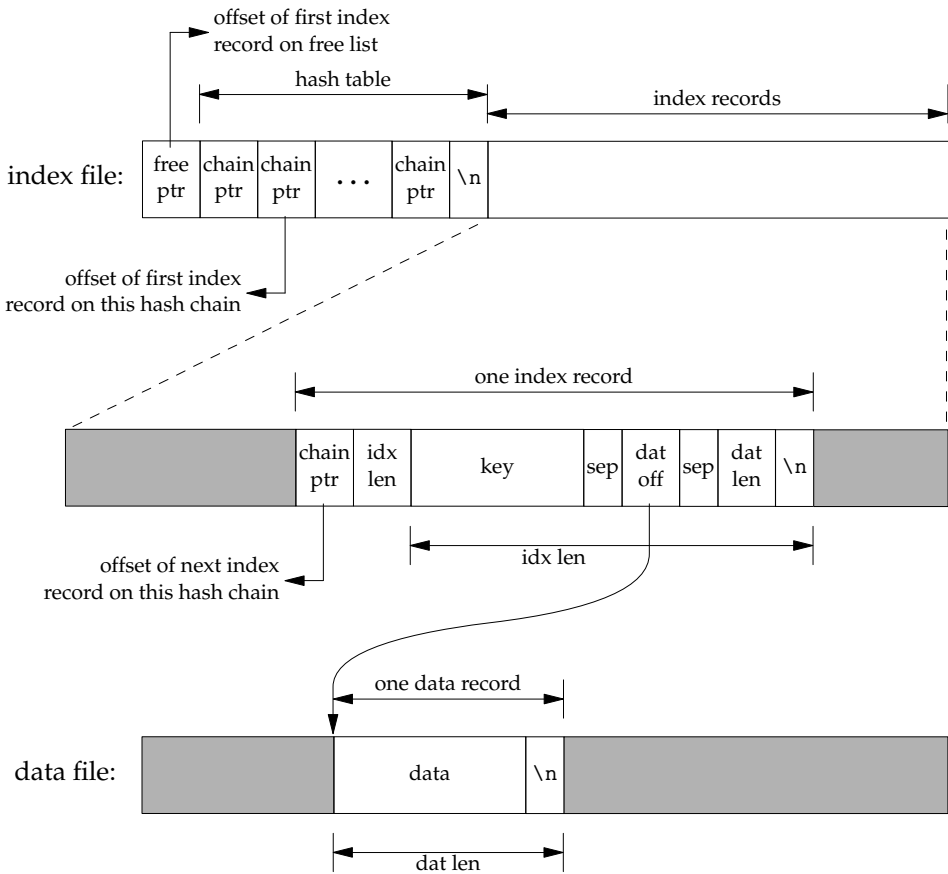 offset of first index
record on free list
hash table
index records
index file:
free
ptr
chain
ptr
chain
ptr
...
chain
ptr
\n
offset of first index
record on this hash chain
one index record
chain
ptr
idx
len
key
sep
dat
off
sep
dat
len
\n
idx len
offset of next index
record on this hash chain
one data record
data file:
data
\n
dat len